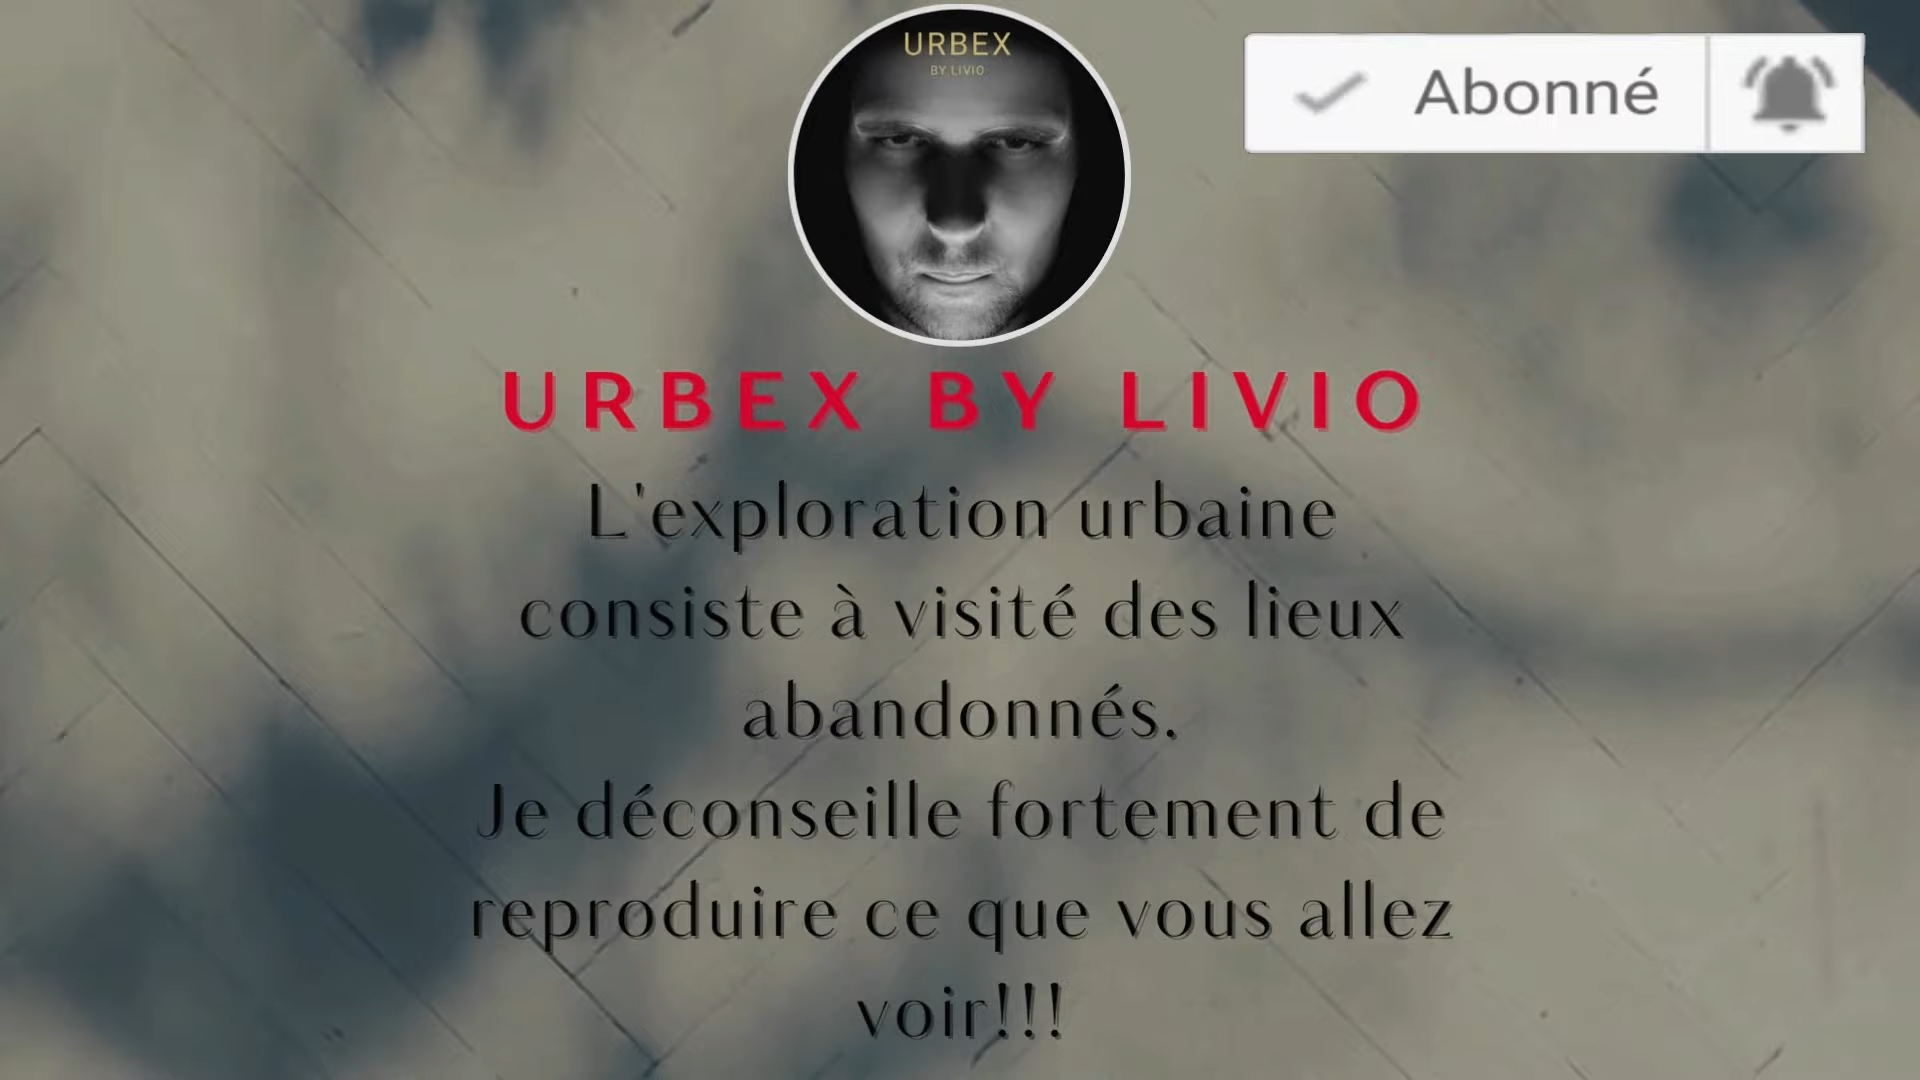 URBEX
BY LIVIO
Abonné
URBEX BY LIVIO
L'exploration urbaine
consiste à visité des lieux
abandonnés.
Je déconseille fortement de
reproduire ce que vous allez
voir!!!